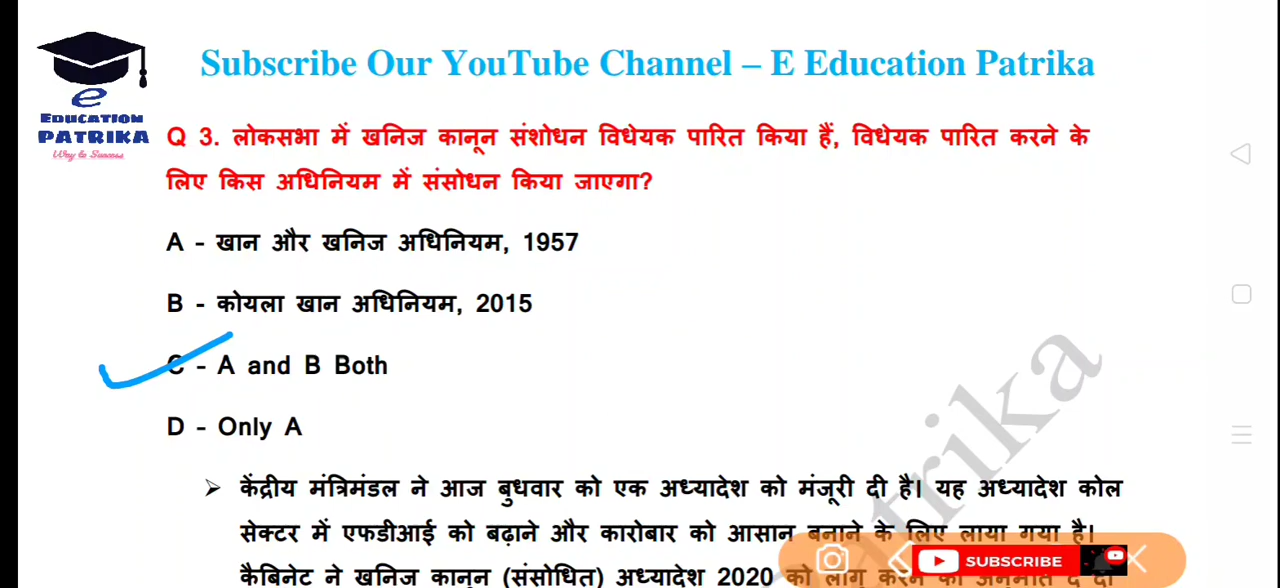 Subscribe Our YouTube Channel – E Education Patrika
e
EDUCATION
PATRIKA
Way to Success
Q 3. लोकसभा में खनिज कानून संशोधन विधेयक पारित किया हैं, विधेयक पारित करने के
लिए किस अधिनियम में संसोधन किया जाएगा?
A - खान और खनिज अधिनियम, 1957
B - कोयला खान अधिनियम, 2015
C - A and B Both
D - Only A
➢ केंद्रीय मंत्रिमंडल ने आज बुधवार को एक अध्यादेश को मंजूरी दी है। यह अध्यादेश कोल
सेक्टर में एफडीआई को बढ़ाने और कारोबार को आसान बनाने के लिए लाया गया है।
कैबिनेट ने खनिज कानून (संसोधित) अध्यादेश 2020 को लागू करने
SUBSCRIBE
trika